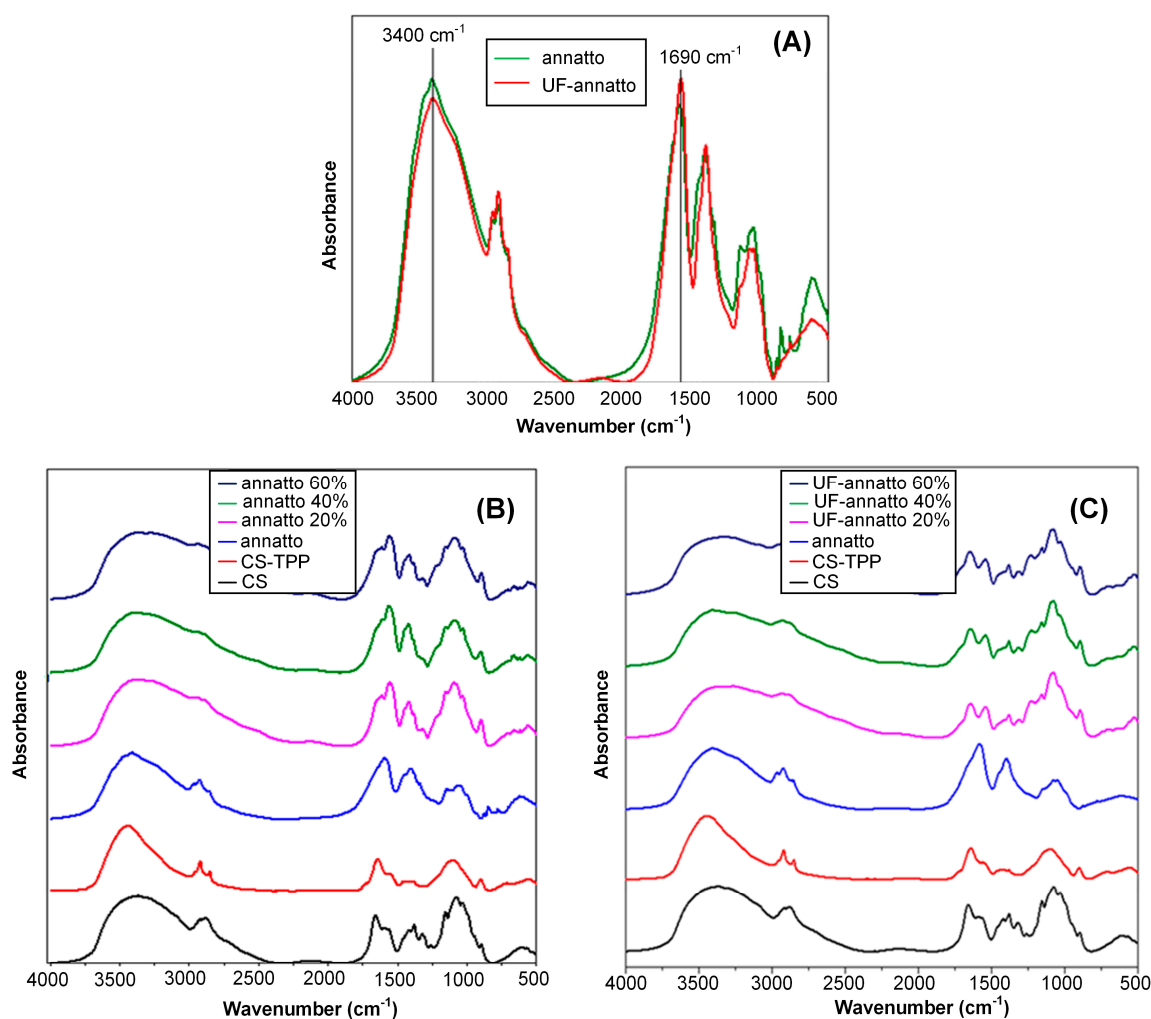 3400 cm-1
(A)
annatto
UF-annatto
1690 cm-1
Absorbance
4000 3500 3000 2500 2000 1500 1000 500
Wavenumber (cm-1)
annatto 60%
annatto 40%
annatto 20%
annatto
CS-TPP
CS
(B)
Absorbance
4000 3500 3000 2500 2000 1500 1000 500
Wavenumber (cm-1)
UF-annatto 60%
UF-annatto 40%
UF-annatto 20%
annatto
CS-TPP
CS
(C)
Absorbance
4000 3500 3000 2500 2000 1500 1000 500
Wavenumber (cm-1)